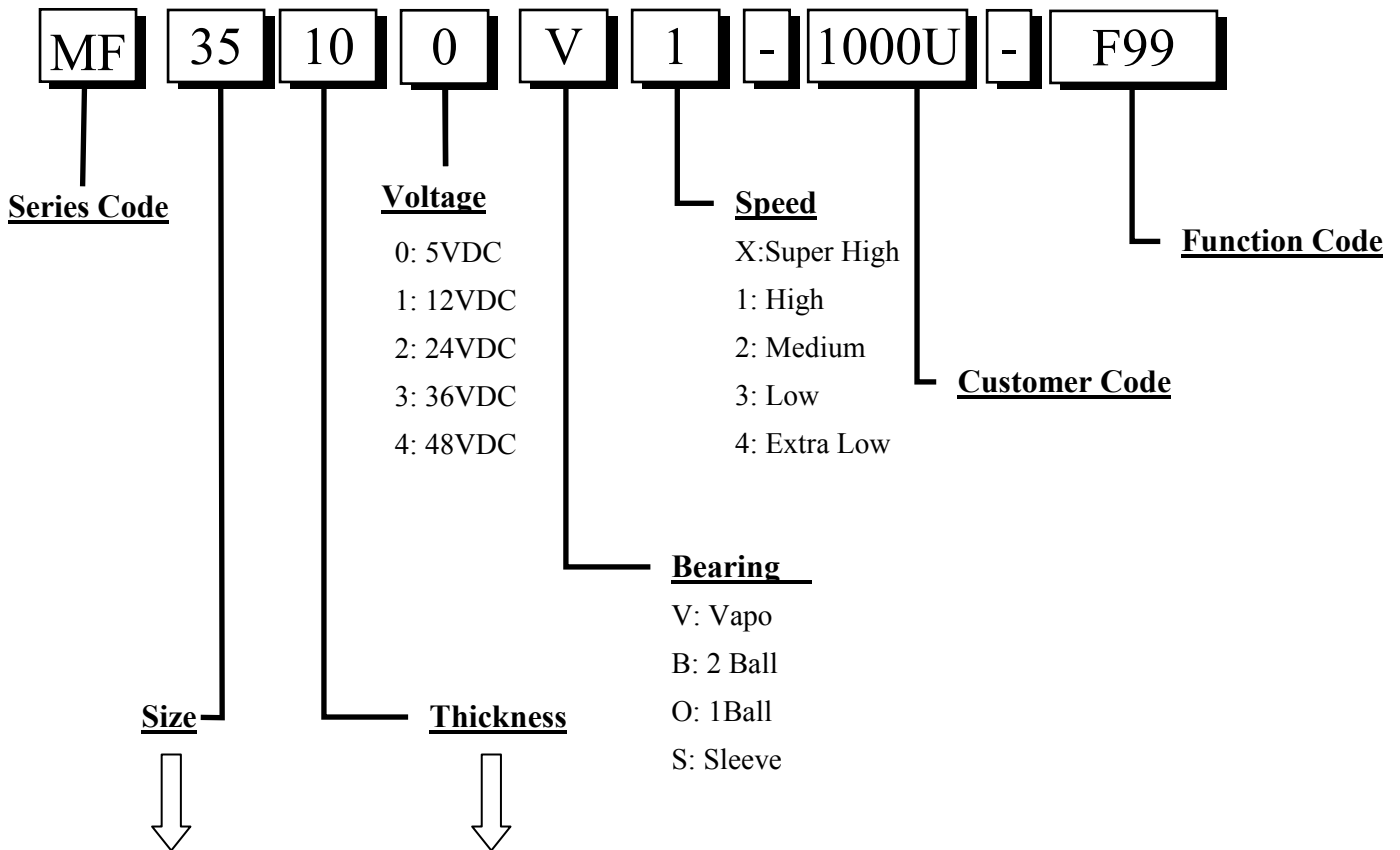 MF 35 10 0 V 1 - 1000U - F99
Series Code
Voltage
0: 5VDC
1: 12VDC
2: 24VDC
3: 36VDC
4: 48VDC
Speed
X:Super High
1: High
2: Medium
3: Low
4: Extra Low
Function Code
Customer Code
Bearing
V: Vapo
B: 2 Ball
O: 1Ball
S: Sleeve
Size
Thickness